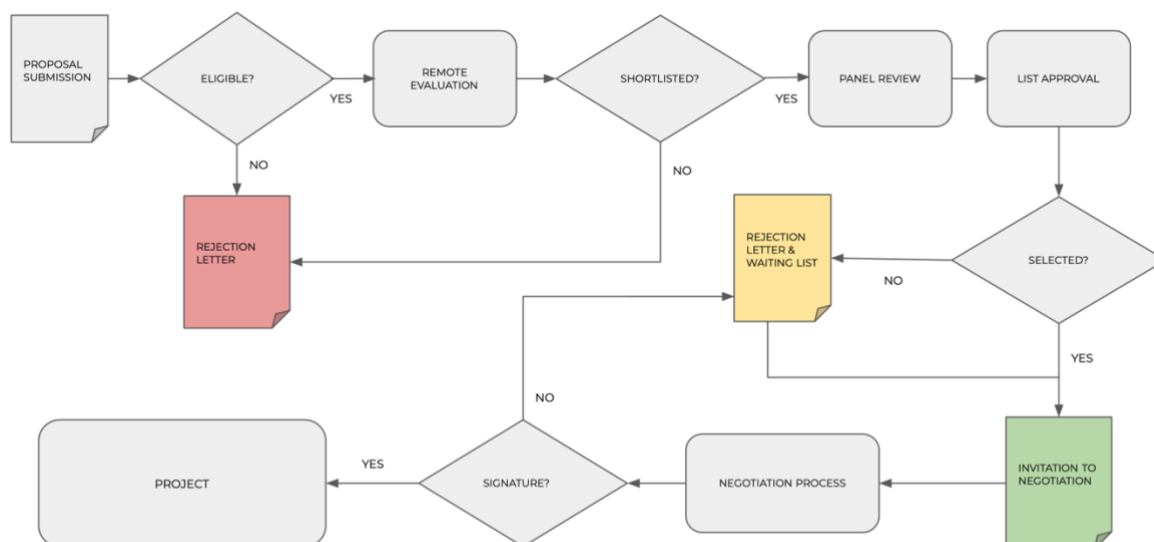 PROPOSAL
SUBMISSION
ELIGIBLE?
YES
NO
REMOTE
EVALUATION
SHORTLISTED?
YES
NO
PANEL REVIEW
LIST APPROVAL
REJECTION
LETTER
REJECTION
LETTER &
WAITING LIST
SELECTED?
NO
YES
INVITATION TO
NEGOTIATION
NEGOTIATION PROCESS
SIGNATURE?
NO
YES
PROJECT